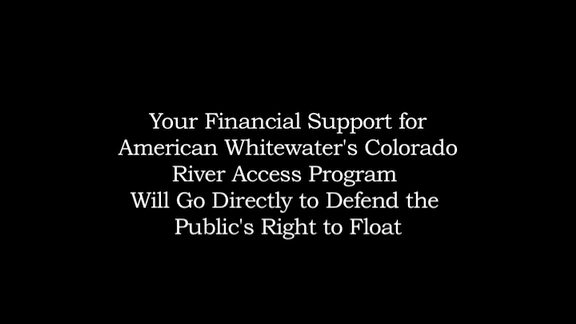 Your Financial Support for
American Whitewater's Colorado
River Access Program
Will Go Directly to Defend the
Public's Right to Float